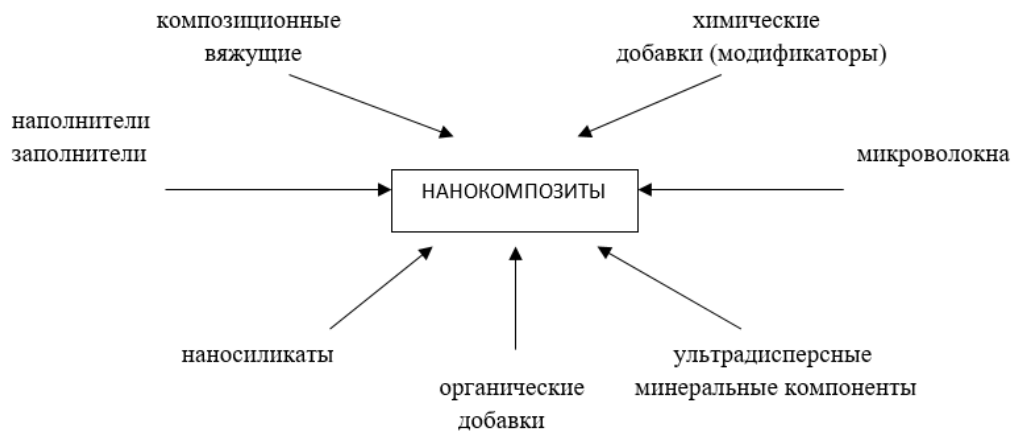 композиционные
вяжущие
химические
добавки (модификаторы)
наполнители
заполнители
микроволокна
НАНОКОМПОЗИТЫ
наносиликаты
органические
добавки
ультрадисперсные
минеральные компоненты